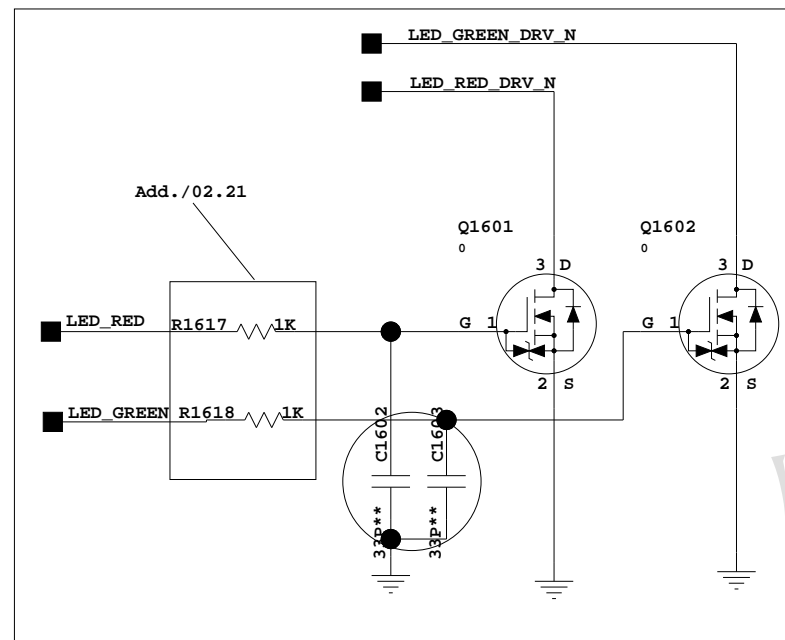 LED_GREEN_DRV_N
LED_RED_DRV_N
Add./02.21
Q1601
0
Q1602
0
3 D
3 D
LED_RED
R1617
1K
G 1
G 1
2 S
2 S
LED_GREEN
R1618
1K
C1602
C1603
33P**
33P**